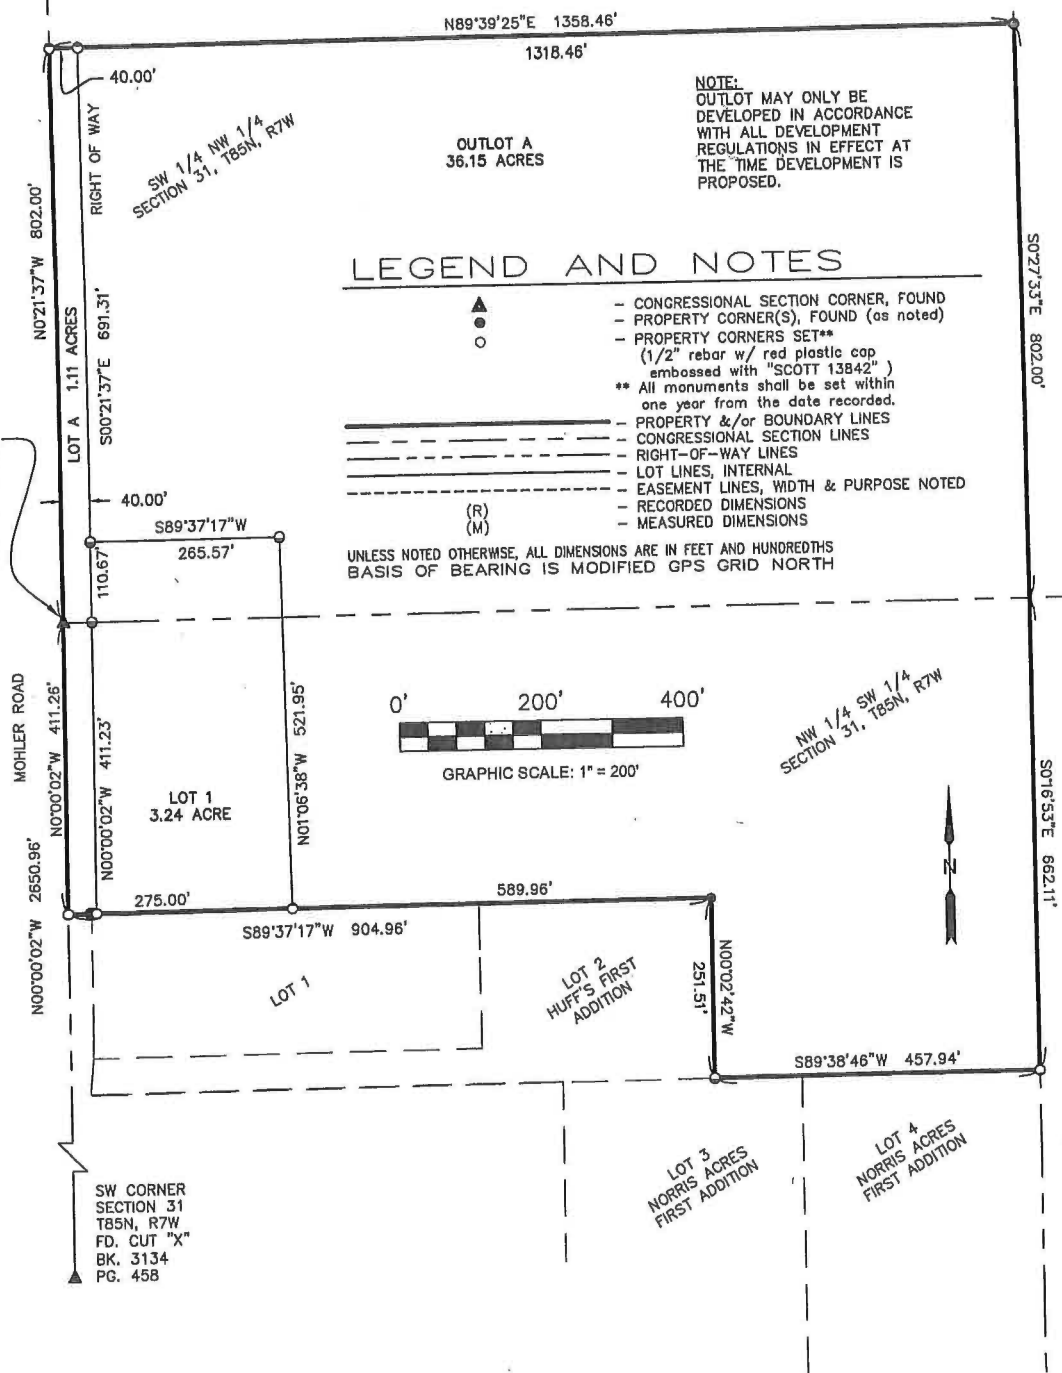 N89°39'25"E 1358.46'
1318.46'
40.00'
RIGHT OF WAY
SW 1/4 NW 1/4
SECTION 31, T85N, R7W
OUTLOT A
36.15 ACRES
NOTE:
OUTLOT MAY ONLY BE
DEVELOPED IN ACCORDANCE
WITH ALL DEVELOPMENT
REGULATIONS IN EFFECT AT
THE TIME DEVELOPMENT IS
PROPOSED.
N0°21'37"W 802.00'
S0°27'33"E 802.00'
LEGEND AND NOTES
- CONGRESSIONAL SECTION CORNER, FOUND
- PROPERTY CORNER(S), FOUND (as noted)
- PROPERTY CORNERS SET**
(1/2" rebar w/ red plastic cap
embossed with "SCOTT 13842" )
** All monuments shall be set within
one year from the date recorded.
- PROPERTY &/or BOUNDARY LINES
- CONGRESSIONAL SECTION LINES
- RIGHT-OF-WAY LINES
- LOT LINES, INTERNAL
- EASEMENT LINES, WIDTH & PURPOSE NOTED
(R) - RECORDED DIMENSIONS
(M) - MEASURED DIMENSIONS
UNLESS NOTED OTHERWISE, ALL DIMENSIONS ARE IN FEET AND HUNDREDTHS
BASIS OF BEARING IS MODIFIED GPS GRID NORTH
LOT A 1.11 ACRES
S00°21'37"E 691.31'
40.00'
S89°37'17"W
265.57'
110.67'
MOHLER ROAD
N0°00'02"W 411.26'
N00°00'02"W 411.23'
LOT 1
3.24 ACRE
N01°06'38"W 521.95'
0' 200' 400'
GRAPHIC SCALE: 1" = 200'
NW 1/4 SW 1/4
SECTION 31, T85N, R7W
S0°16'53"E 662.11'
N
N00°00'02"W 2650.96'
275.00'
589.96'
S89°37'17"W 904.96'
LOT 1
LOT 2
HUFF'S FIRST
ADDITION
N00°02'42"W
251.51'
S89°38'46"W 457.94'
LOT 3
NORRIS ACRES
FIRST ADDITION
LOT 4
NORRIS ACRES
FIRST ADDITION
SW CORNER
SECTION 31
T85N, R7W
FD. CUT "X"
BK. 3134
PG. 458